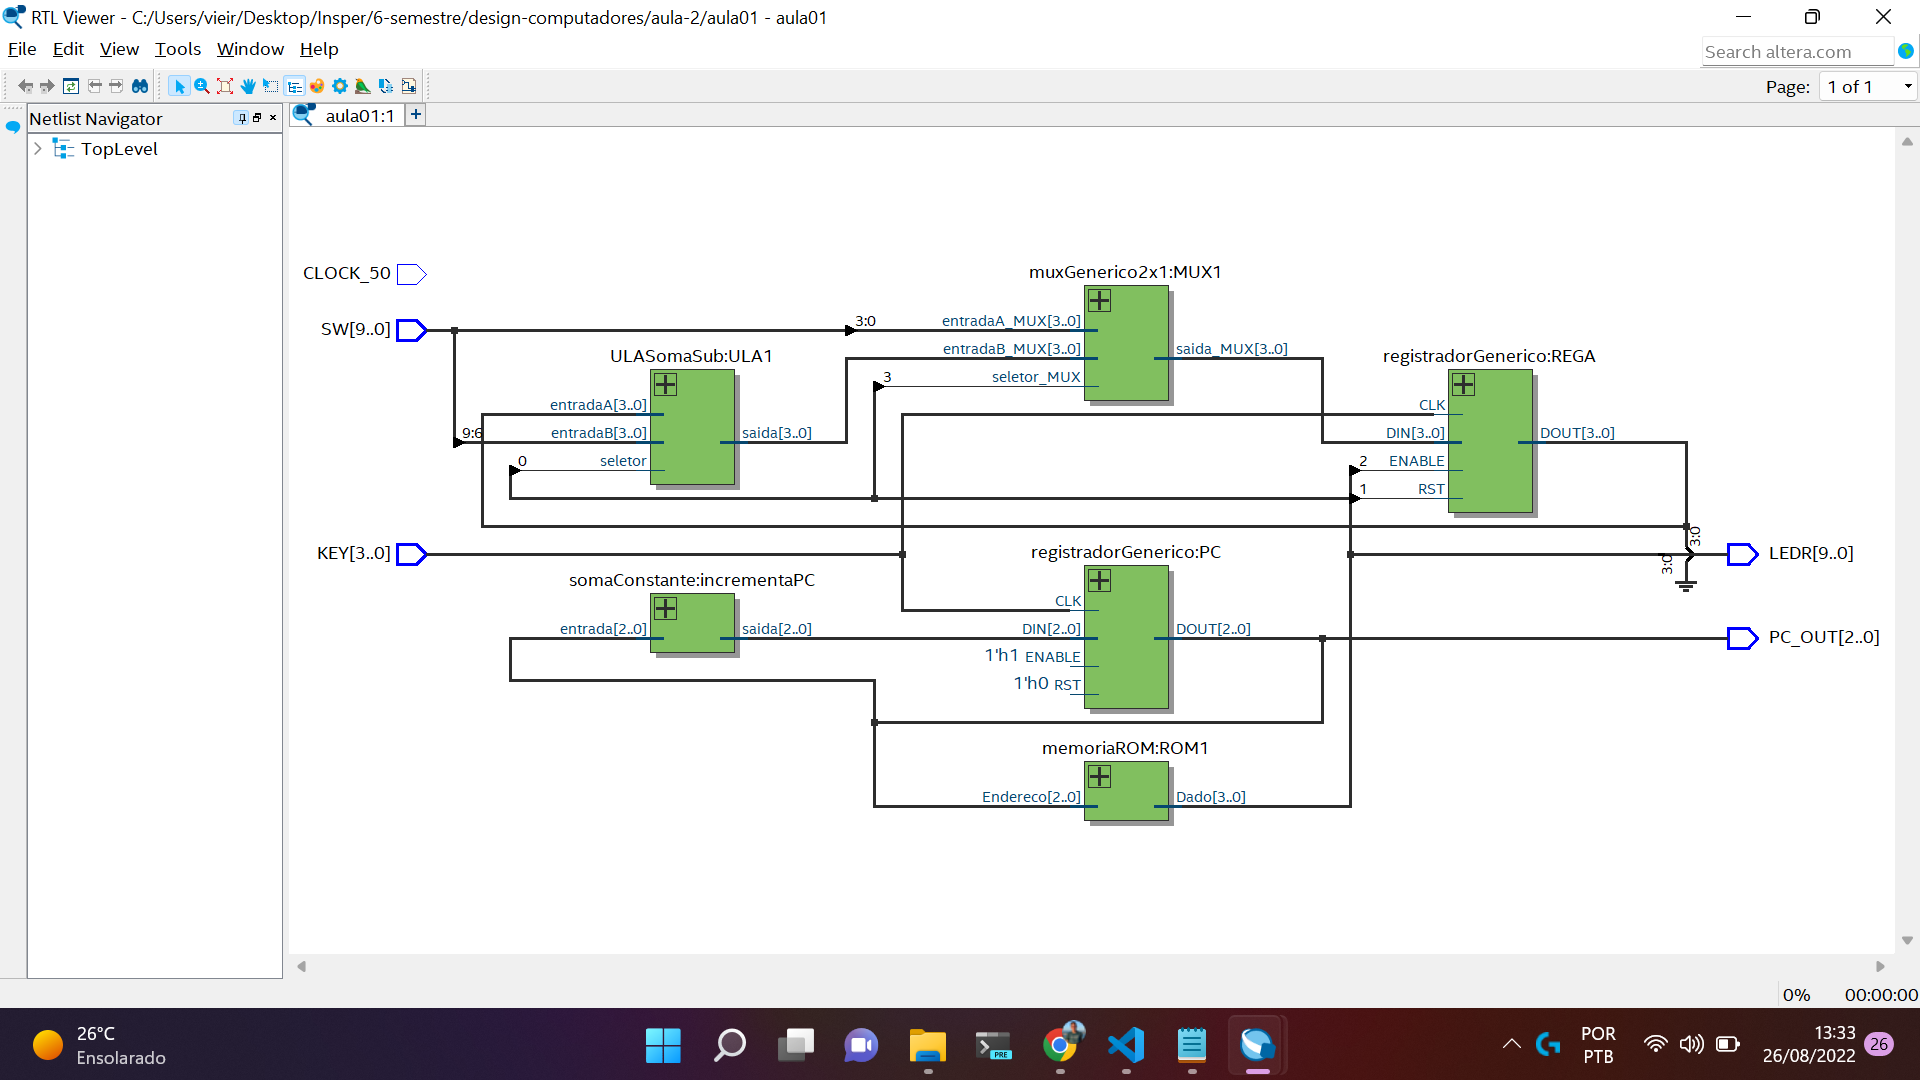 RTL Viewer - C:/Users/vieir/Desktop/Insper/6-semestre/design-computadores/aula-2/aula01 - aula01
File Edit View Tools Window Help
Search altera.com
Page: 1 of 1
Netlist Navigator
aula01:1
TopLevel
CLOCK_50
muxGenerico2x1:MUX1
SW[9..0]
3:0
entradaA_MUX[3..0]
entradaB_MUX[3..0]
saida_MUX[3..0]
3
seletor_MUX
ULASomaSub:ULA1
registradorGenerico:REGA
entradaA[3..0]
CLK
9:6
entradaB[3..0]
saida[3..0]
DIN[3..0]
DOUT[3..0]
0
seletor
2
ENABLE
1
RST
3:0
3:0
KEY[3..0]
registradorGenerico:PC
LEDR[9..0]
somaConstante:incrementaPC
CLK
entrada[2..0]
saida[2..0]
DIN[2..0]
DOUT[2..0]
PC_OUT[2..0]
1'h1 ENABLE
1'h0 RST
memoriaROM:ROM1
Endereco[2..0]
Dado[3..0]
0%
00:00:00
26°C
Ensolarado
PRE
POR
PTB
13:33
26/08/2022
26